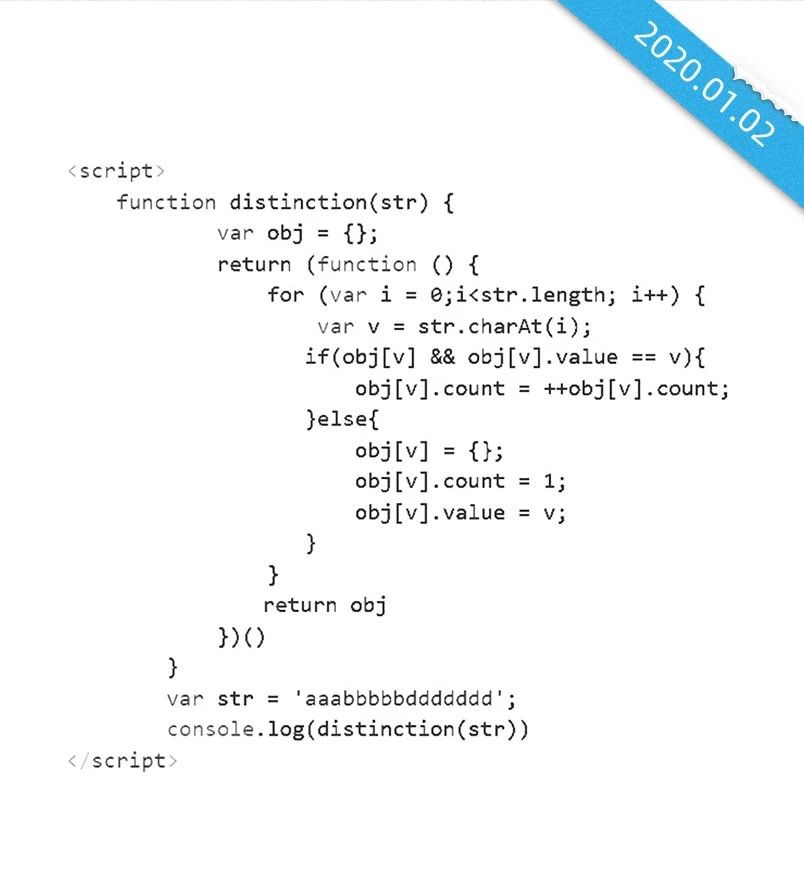 2020.01.02
<script>
function distinction(str) {
var obj = {};
return (function () {
for (var i = 0;i<str.length; i++) {
var v = str.charAt(i);
if(obj[v] && obj[v].value == v){
obj[v].count = ++obj[v].count;
}else{
obj[v] = {};
obj[v].count = 1;
obj[v].value = v;
}
}
return obj
})()
}
var str = 'aaabbbbbddddddd';
console.log(distinction(str))
</script>